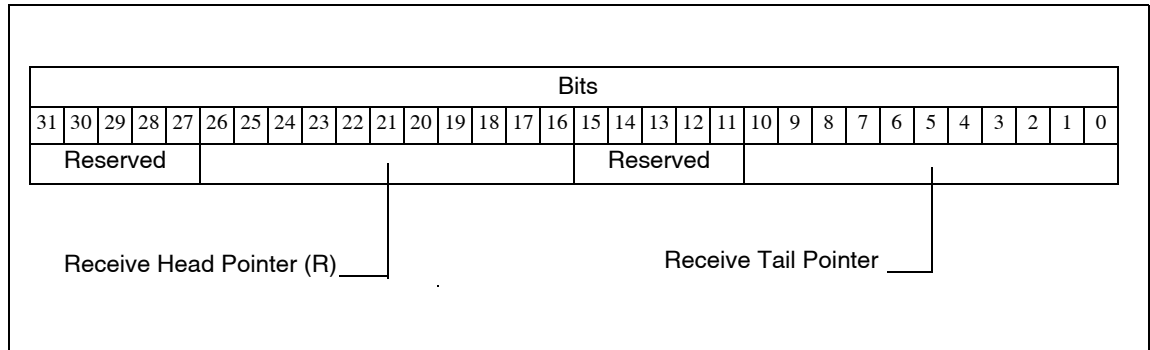 Bits
31 30 29 28 27 26 25 24 23 22 21 20 19 18 17 16 15 14 13 12 11 10 9 8 7 6 5 4 3 2 1 0
Reserved Reserved
Receive Head Pointer (R) Receive Tail Pointer